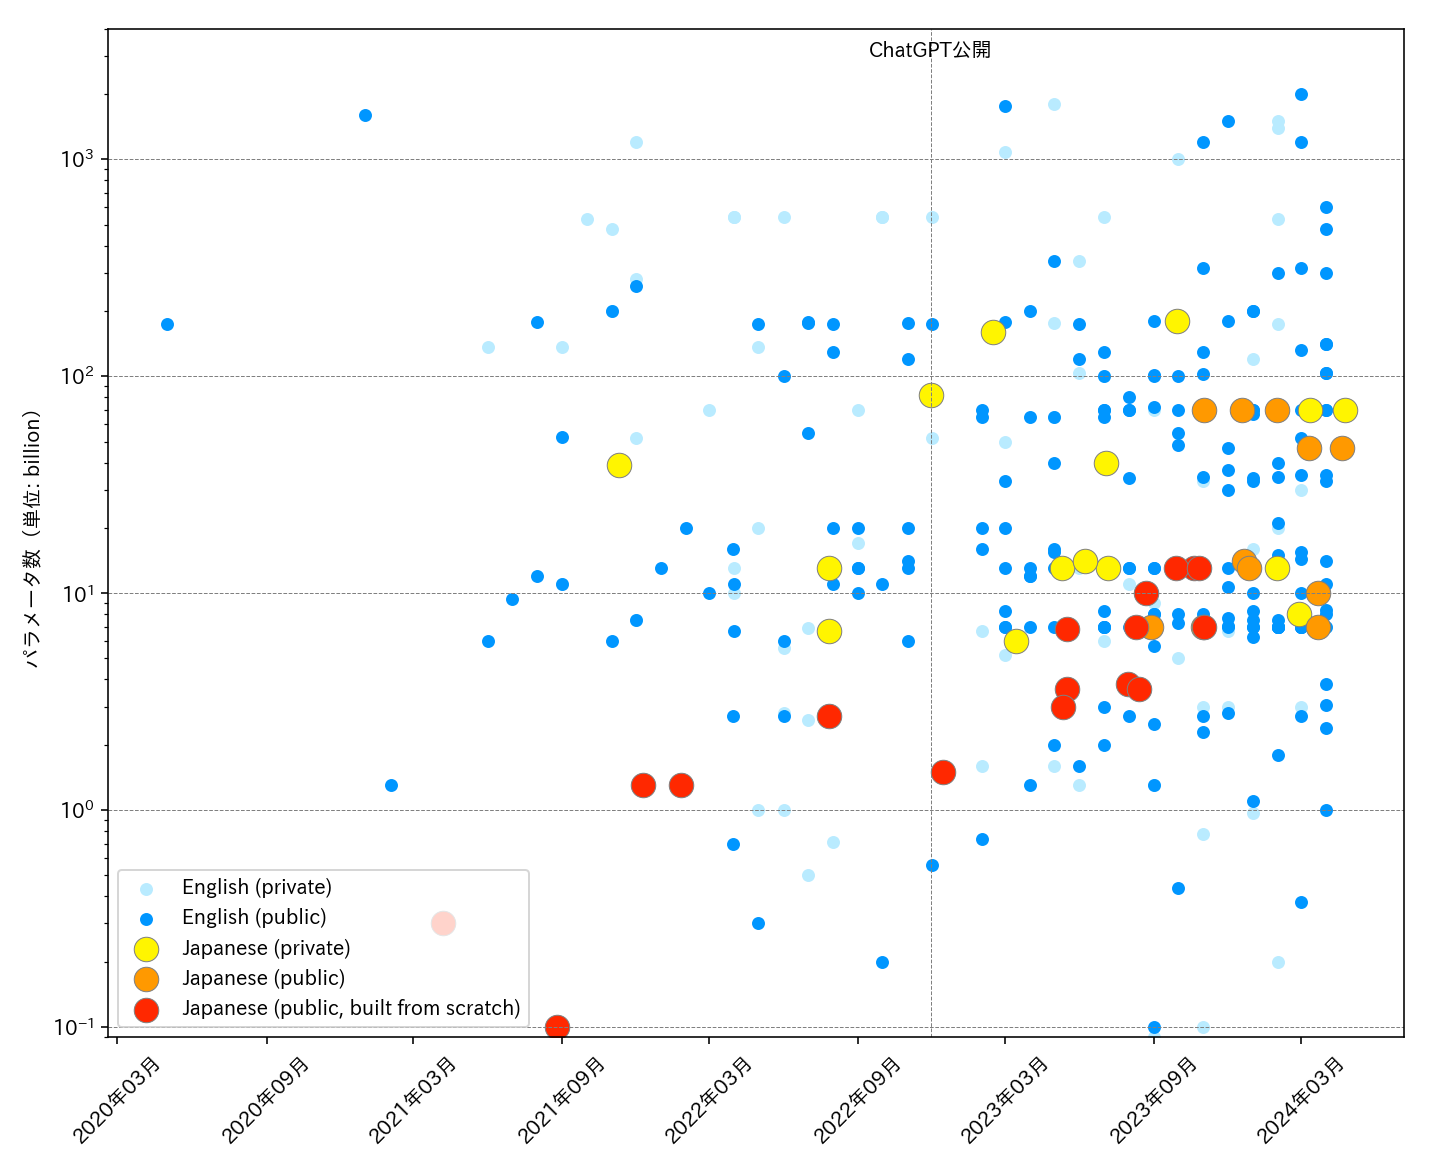 ChatGPT公開
パラメータ数（単位: billion）
10³
10²
10¹
10⁰
10⁻¹
English (private)
English (public)
Japanese (private)
Japanese (public)
Japanese (public, built from scratch)
2020年03月
2020年09月
2021年03月
2021年09月
2022年03月
2022年09月
2023年03月
2023年09月
2024年03月